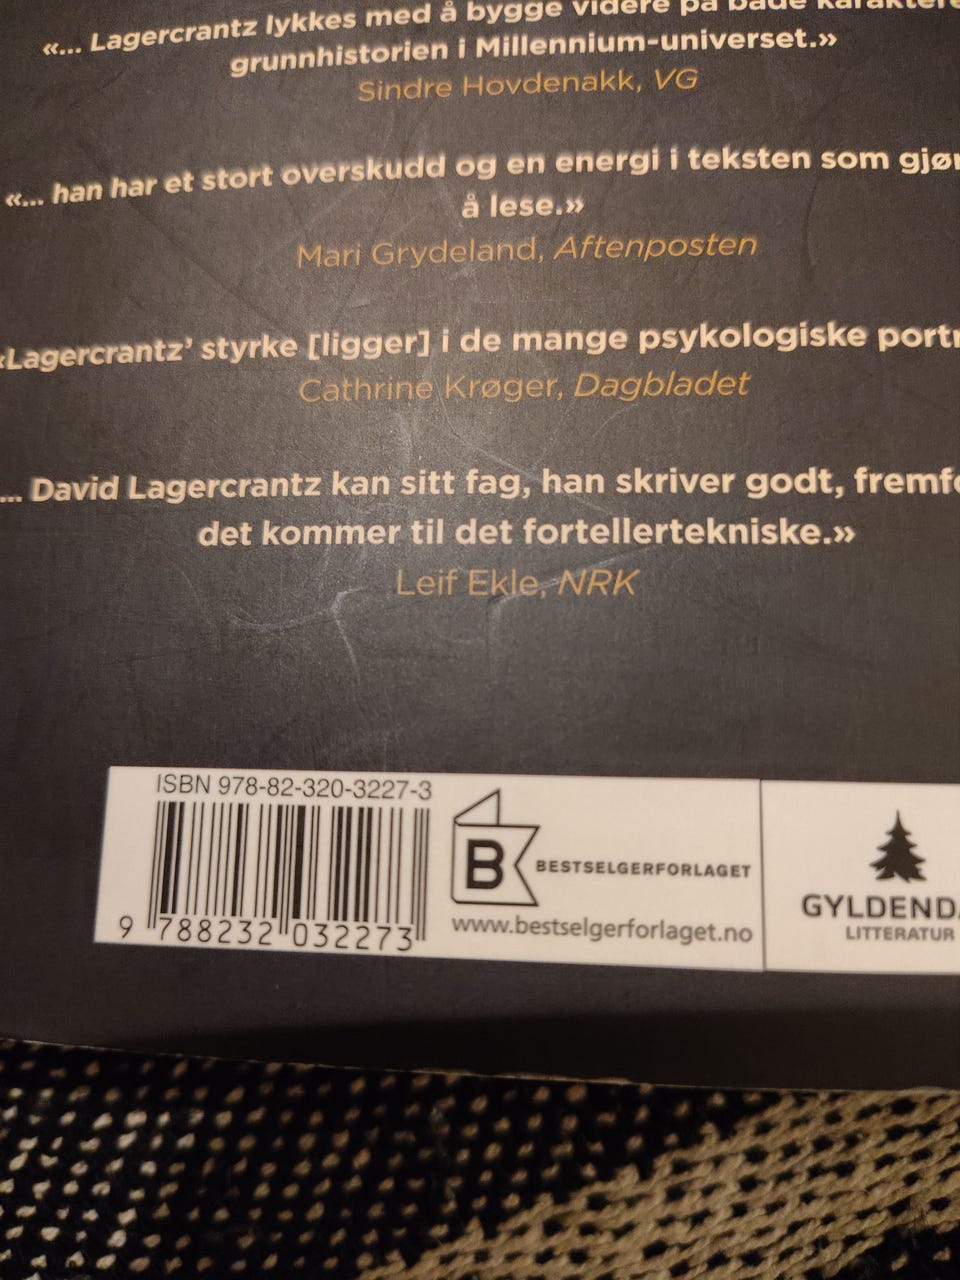 «... Lagercrantz lykkes med å bygge videre på både
grunnhistorien i Millennium-universet.»
Sindre Hovdenakk, VG
«... han har et stort overskudd og en energi i teksten som
å lese.»
Mari Grydeland, Aftenposten
«Lagercrantz’ styrke [ligger] i de mange psykologiske
Cathrine Krøger, Dagbladet
... David Lagercrantz kan sitt fag, han skriver godt,
det kommer til det fortellertekniske.»
Leif Ekle, NRK
ISBN 978-82-320-3227-3
9 788232 032273
B BESTSELGERFORLAGET
www.bestselgerforlaget.no
GYLDENDA
LITTERATUR